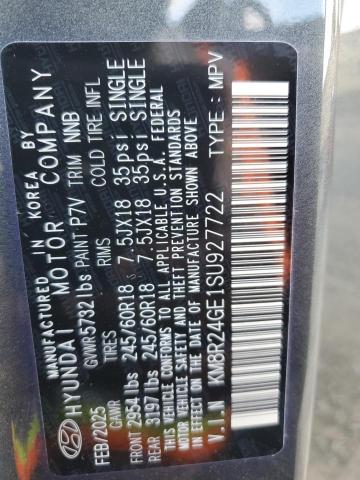 MANUFACTURED IN KOREA BY
HYUNDAI MOTOR COMPANY
FEB/2025 GVWR 5732 lbs PAINT P7V TRIM NNB
GAWR TIRES RIMS COLD TIRE INFL
FRONT 2954 lbs 245/60R18 7.5JX18 35psi SINGLE
REAR 3197 lbs 245/60R18 7.5JX18 35psi SINGLE
THIS VEHICLE CONFORMS TO ALL APPLICABLE U.S.A. FEDERAL
MOTOR VEHICLE SAFETY AND THEFT PREVENTION STANDARDS
IN EFFECT ON THE DATE OF MANUFACTURE SHOWN ABOVE.
V.I.N KM8R24GE1SU927722 TYPE : MPV